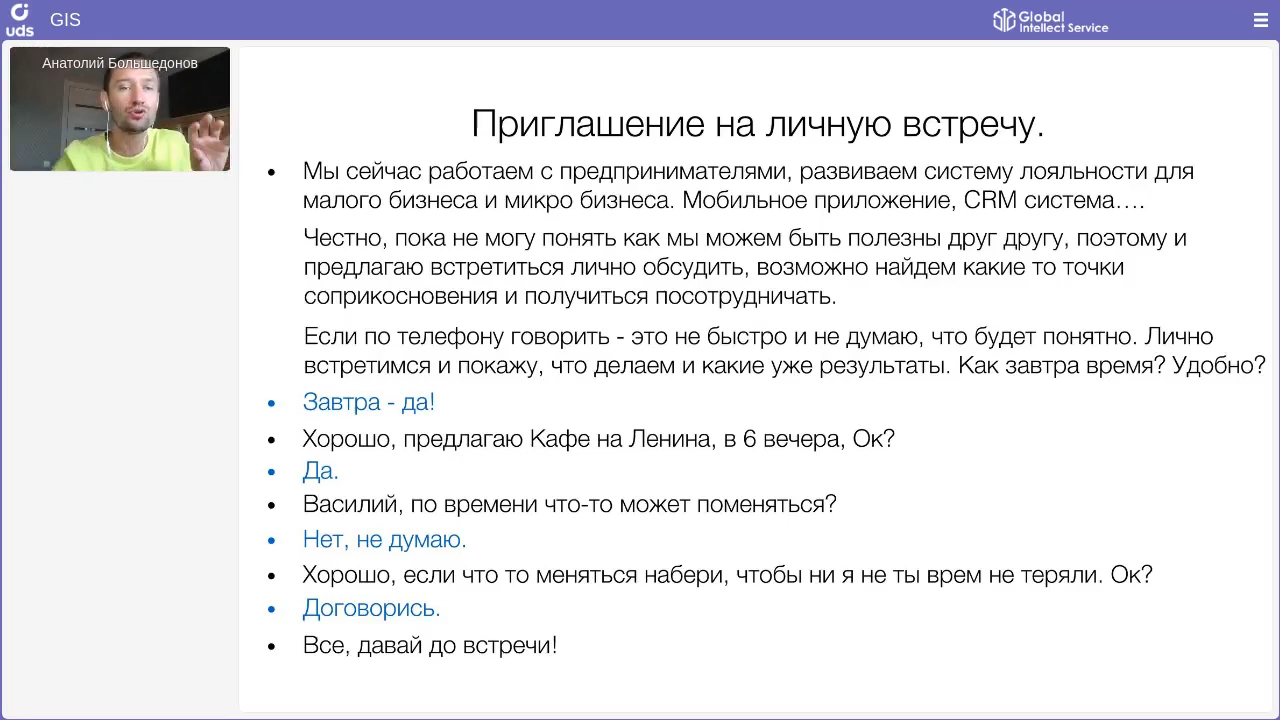 uds
GIS
Global
Intellect Service
Анатолий Большедонов
Приглашение на личную встречу.
• Мы сейчас работаем с предпринимателями, развиваем систему лояльности для
малого бизнеса и микро бизнеса. Мобильное приложение, CRM система….
Честно, пока не могу понять как мы можем быть полезны друг другу, поэтому и
предлагаю встретиться лично обсудить, возможно найдем какие то точки
соприкосновения и получиться посотрудничать.
Если по телефону говорить - это не быстро и не думаю, что будет понятно. Лично
встретимся и покажу, что делаем и какие уже результаты. Как завтра время? Удобно?
• Завтра - да!
• Хорошо, предлагаю Кафе на Ленина, в 6 вечера, Ок?
• Да.
• Василий, по времени что-то может поменяться?
• Нет, не думаю.
• Хорошо, если что то меняться набери, чтобы ни я не ты врем не теряли. Ок?
• Договорись.
• Все, давай до встречи!